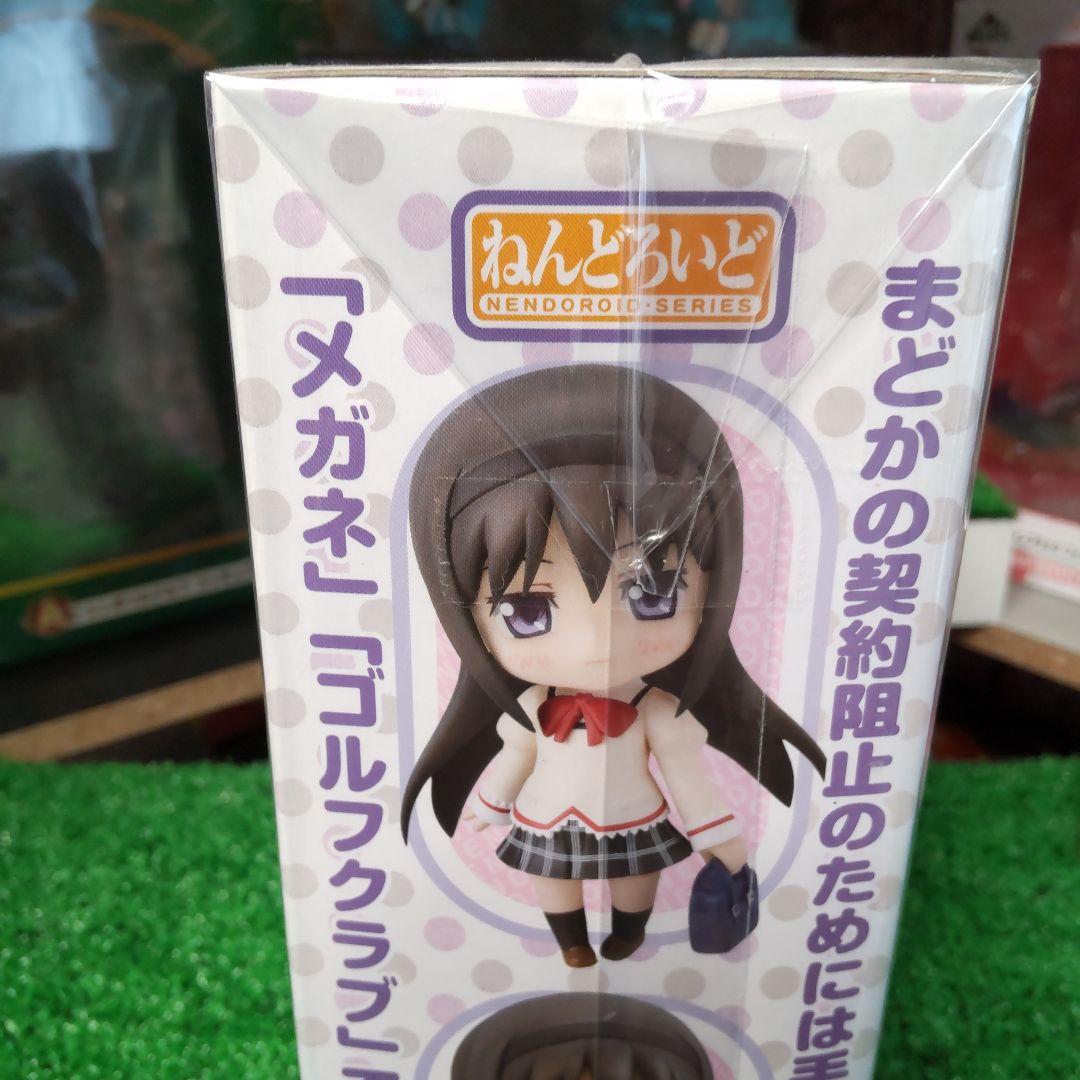 ねんどろいど
NENDOROID・SERIES
まどかの契約阻止のためには手
「メガネ」「ゴルフクラブ」「